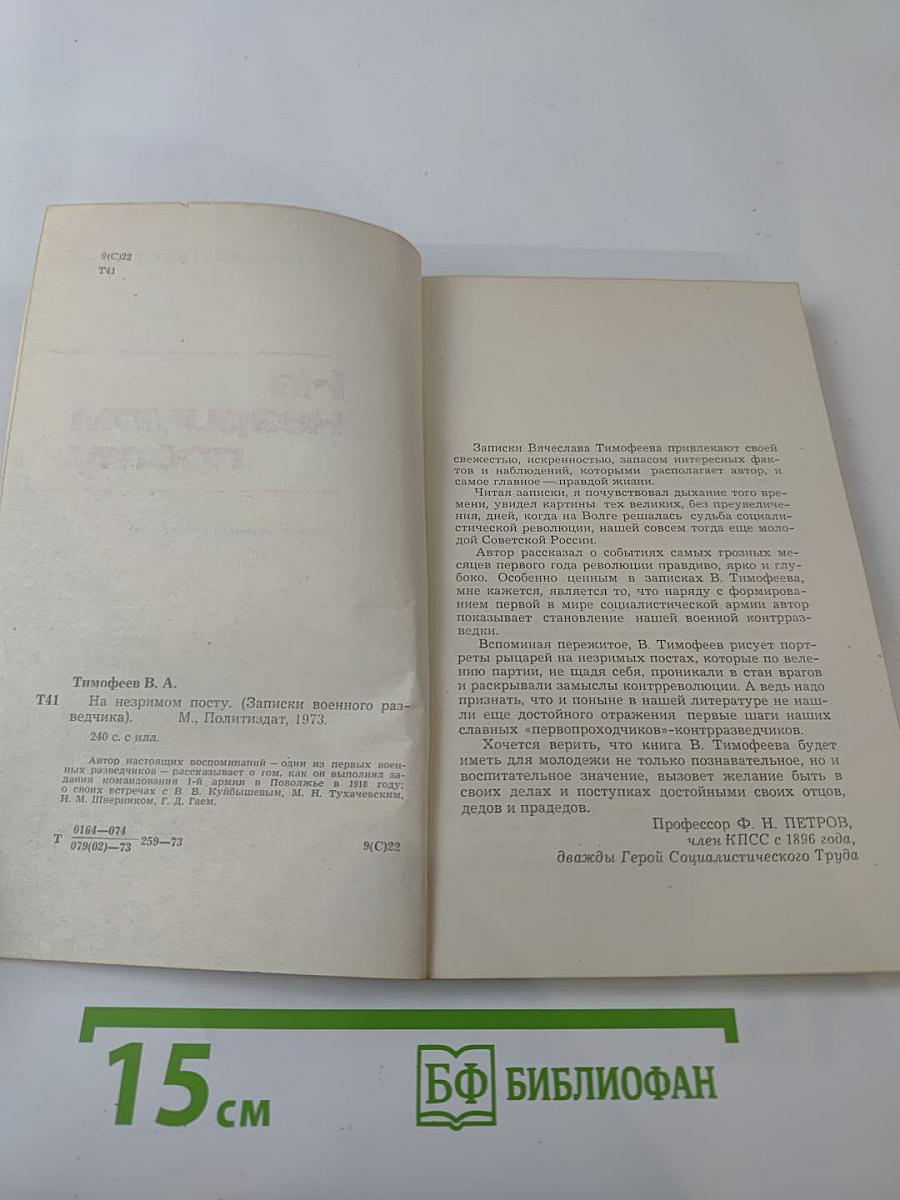 9(С)22
Т41
Тимофеев В. А.
Т41 На незримом посту. (Записки военного раз-
ведчика). М., Политиздат, 1973.
240 с. с илл.
Автор настоящих воспоминаний — один из первых воен-
ных разведчиков — рассказывает о том, как он выполнял за-
дания командования 1-й армии в Поволжье в 1918 году;
о своих встречах с В. В. Куйбышевым, М. Н. Тухачевским,
Н. М. Шверником, Г. Д. Гаем.
Т 0164—074
079(02)—73 259—73 9(С)22
Записки Вячеслава Тимофеева привлекают своей
свежестью, искренностью, запасом интересных фак-
тов и наблюдений, которыми располагает автор, и
самое главное — правдой жизни.
Читая записки, я почувствовал дыхание того вре-
мени, увидел картины тех великих, без преувеличе-
ния, дней, когда на Волге решалась судьба социали-
стической революции, нашей совсем тогда еще моло-
дой Советской России.
Автор рассказал о событиях самых грозных ме-
сяцев первого года революции правдиво, ярко и глу-
боко. Особенно ценным в записках В. Тимофеева,
мне кажется, является то, что наряду с формирова-
нием первой в мире социалистической армии автор
показывает становление нашей военной контрраз-
ведки.
Вспоминая пережитое, В. Тимофеев рисует порт-
реты рыцарей на незримых постах, которые по веле-
нию партии, не щадя себя, проникали в стан врагов
и раскрывали замыслы контрреволюции. А ведь надо
признать, что и поныне в нашей литературе не наш-
ли еще достойного отражения первые шаги наших
славных «первопроходчиков»-контрразведчиков.
Хочется верить, что книга В. Тимофеева будет
иметь для молодежи не только познавательное, но и
воспитательное значение, вызовет желание быть в
своих делах и поступках достойными своих отцов,
дедов и прадедов.
Профессор Ф. Н. ПЕТРОВ,
член КПСС с 1896 года,
дважды Герой Социалистического Труда
15 см
БФ БИБЛИОФАН